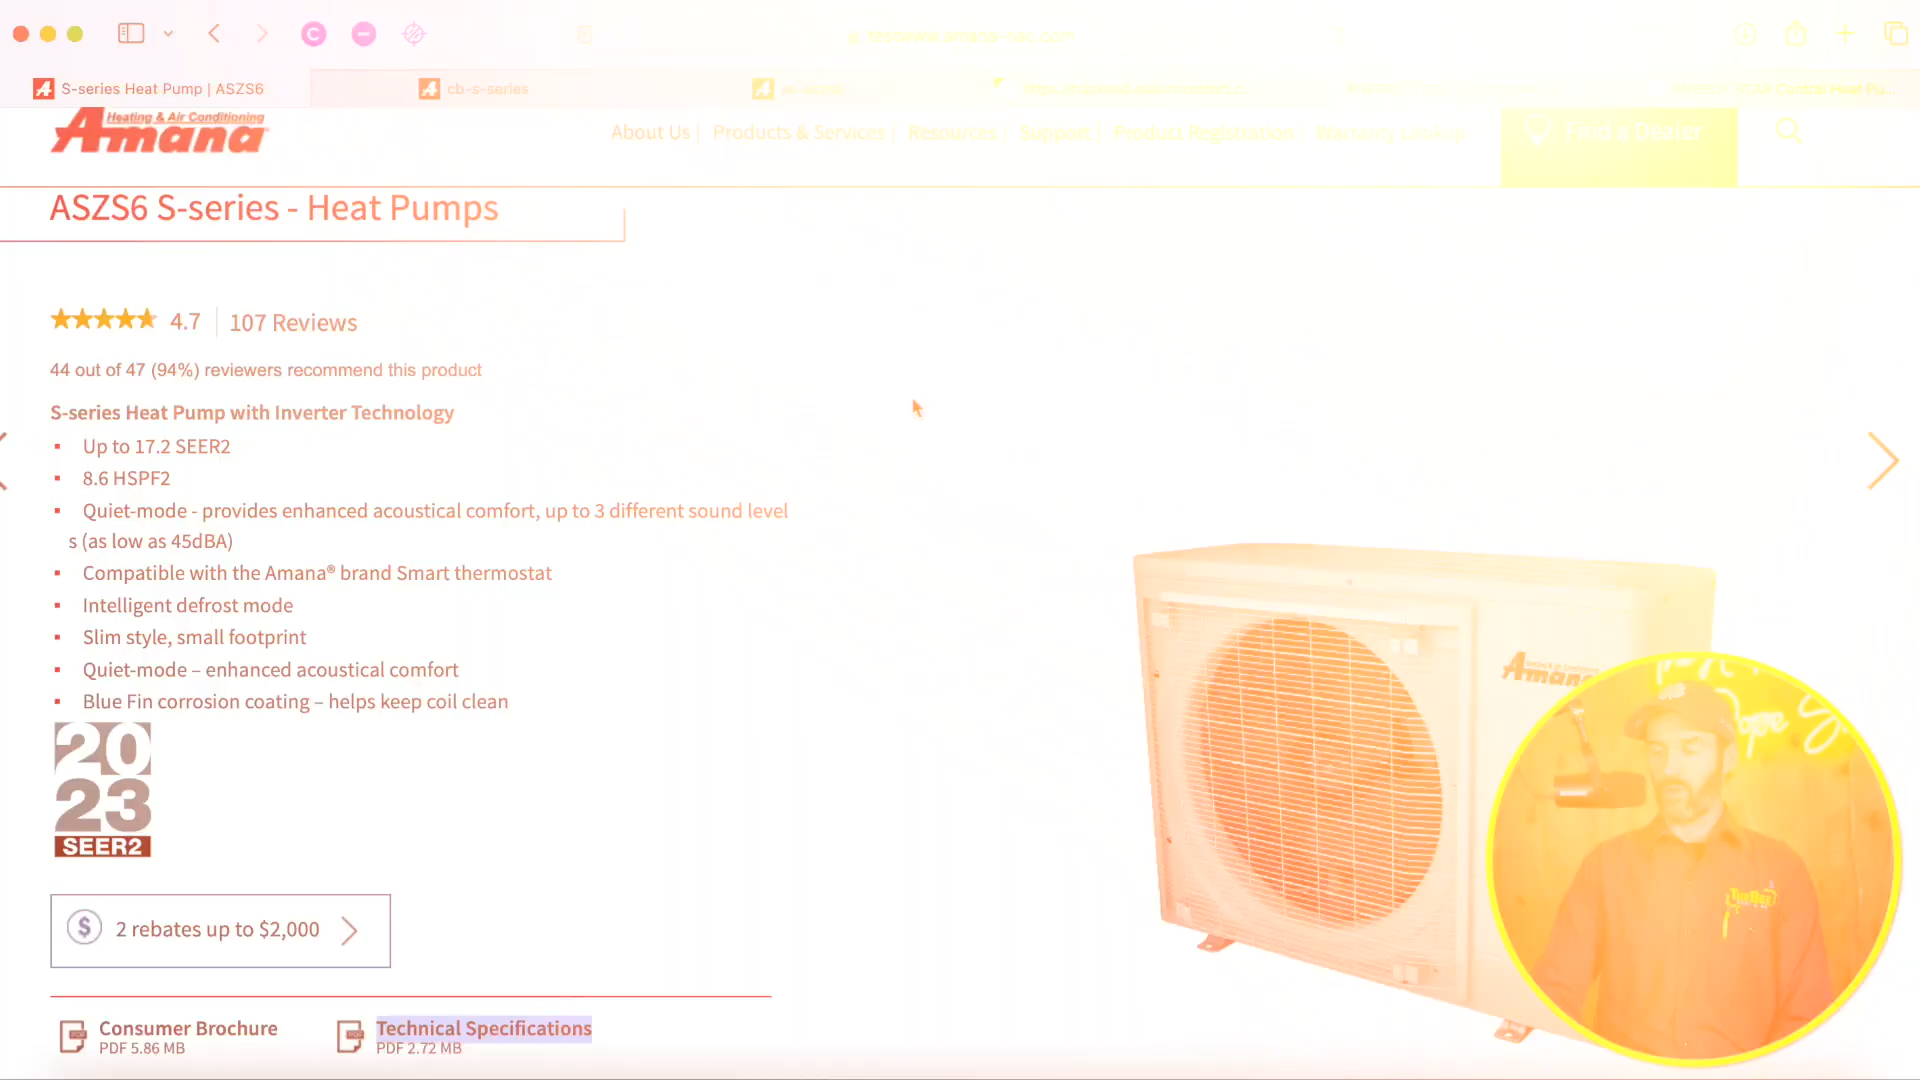 S-series Heat Pump | ASZS6
cb-s-series
Heating & Air Conditioning
Amana
About Us | Products & Services | Resources | Support | Product Registration | Warranty Lookup
Find a Dealer
ASZS6 S-series - Heat Pumps
4.7 | 107 Reviews
44 out of 47 (94%) reviewers recommend this product
S-series Heat Pump with Inverter Technology
▪ Up to 17.2 SEER2
▪ 8.6 HSPF2
▪ Quiet-mode - provides enhanced acoustical comfort, up to 3 different sound level
s (as low as 45dBA)
▪ Compatible with the Amana® brand Smart thermostat
▪ Intelligent defrost mode
▪ Slim style, small footprint
▪ Quiet-mode – enhanced acoustical comfort
▪ Blue Fin corrosion coating – helps keep coil clean
20
23
SEER2
$ 2 rebates up to $2,000
Consumer Brochure
PDF 5.86 MB
Technical Specifications
PDF 2.72 MB
Amana